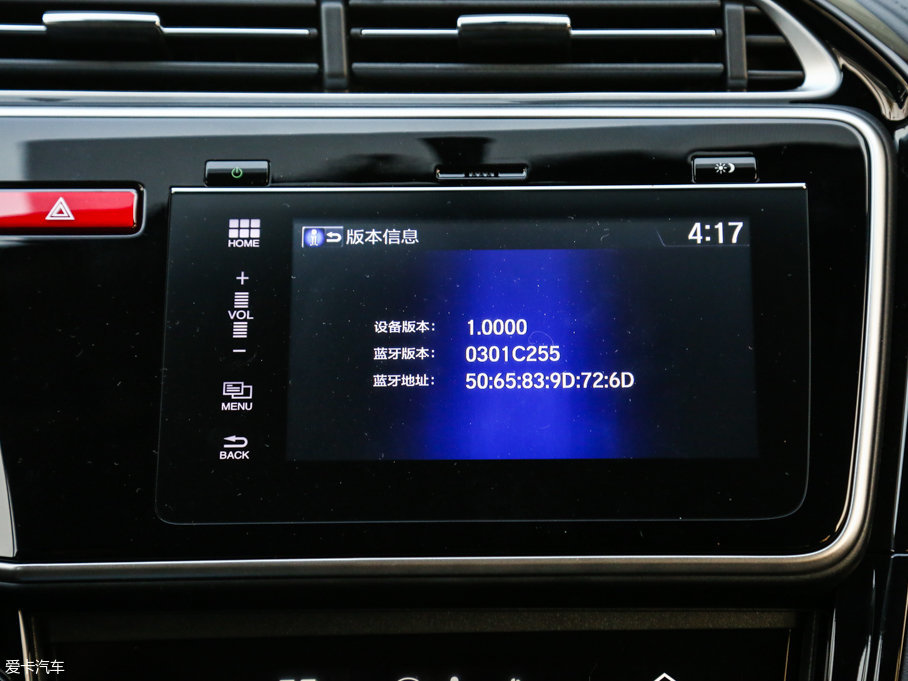 HOME
+
VOL
−
MENU
BACK
版本信息
4:17
设备版本: 1.0000
蓝牙版本: 0301C255
蓝牙地址: 50:65:83:9D:72:6D
爱卡汽车